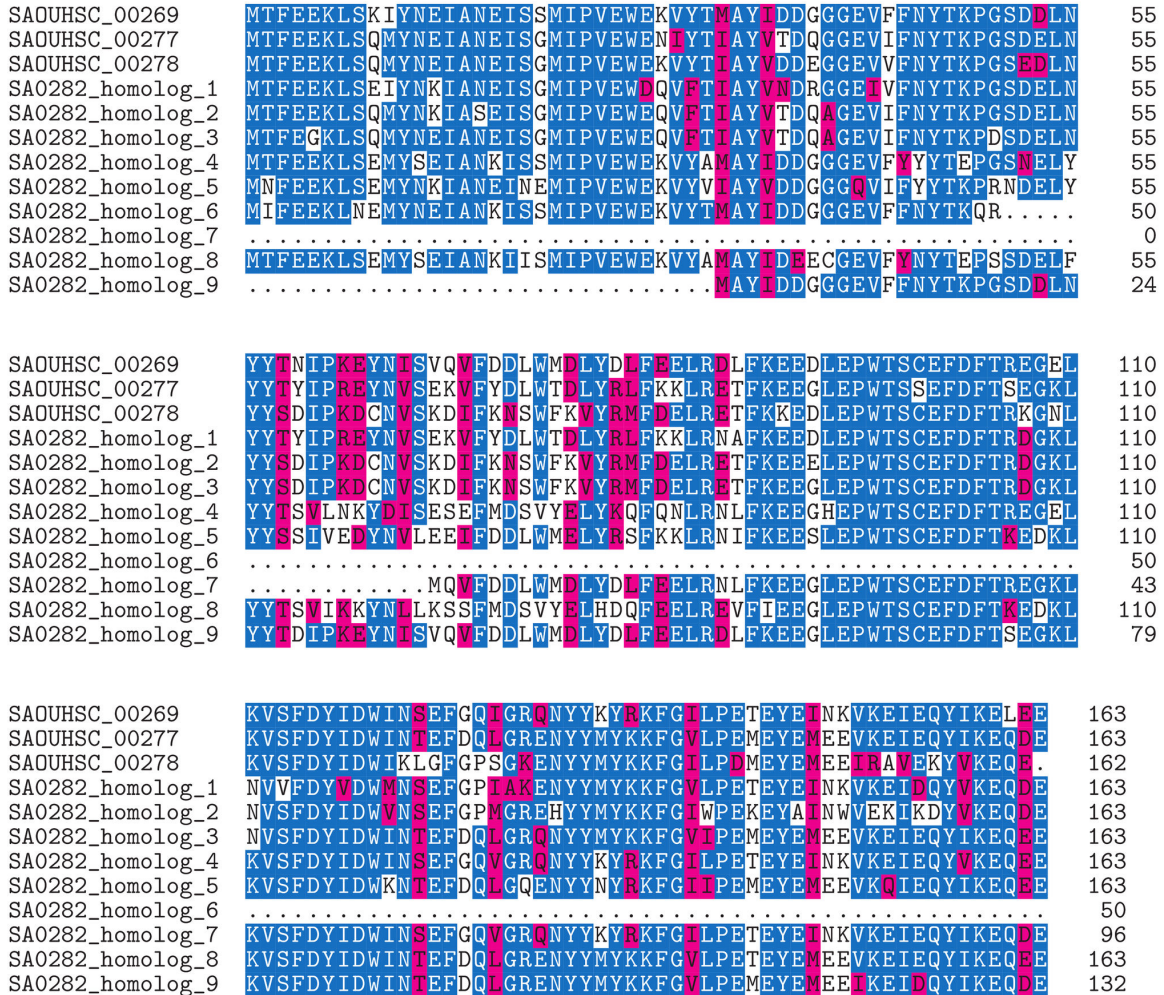 SAOUHSC_00269 MTFEEKLSKIYNEIANEISSMIPVEWEKVYTMAYIDDGGGEVFFNYTKPGSDDLN 55
SAOUHSC_00277 MTFEEKLSQMYNEIANEISGMIPVEWENIYTIAYVTDQGGEVIFNYTKPGSDELN 55
SAOUHSC_00278 MTFEEKLSQMYNEIANEISGMIPVEWEKVYTIAYVDDEGGEVVFNYTKPGSEDLN 55
SA0282_homolog_1 MTFEEKLSEIYNKIANEISGMIPVEWDQVFTIAYVNDRGGEIVFNYTKPGSDELN 55
SA0282_homolog_2 MTFEEKLSQMYNKIASEISGMIPVEWEQVFTIAYVTDQAGEVIFNYTKPGSDELN 55
SA0282_homolog_3 MTFEGKLSQMYNEIANEISGMIPVEWEQVFTIAYVTDQAGEVIFNYTKPDSDELN 55
SA0282_homolog_4 MTFEEKLSEMYSEIANKISSMIPVEWEKVYAMAYIDDGGGEVFYYYTEPGSNELY 55
SA0282_homolog_5 MNFEEKLSEMYNKIANEINEMIPVEWEKVYVIAYVDDGGGQVIFYYTKPRNDELY 55
SA0282_homolog_6 MIFEEKLNEMYNEIANKISSMIPVEWEKVYTMAYIDDGGGEVFFNYTKQR..... 50
SA0282_homolog_7 ....................................................... 0
SA0282_homolog_8 MTFEEKLSEMYSEIANKIISMIPVEWEKVYAMAYIDEECGEVFYNYTEPSSDELF 55
SA0282_homolog_9 ...............................MAYIDDGGGEVFFNYTKPGSDDLN 24
SAOUHSC_00269 YYTNIPKEYNISVQVFDDLWMDLYDLFEELRDLFKEEDLEPWTSCEFDFTREGEL 110
SAOUHSC_00277 YYTYIPREYNVSEKVFYDLWTDLYRLFKKLRETFKEEGLEPWTSSEFDFTSEGKL 110
SAOUHSC_00278 YYSDIPKDCNVSKDIFKNSWFKVYRMFDELRETFKKEDLEPWTSCEFDFTRKGNL 110
SA0282_homolog_1 YYTYIPREYNVSEKVFYDLWTDLYRLFKKLRNAFKEEDLEPWTSCEFDFTRDGKL 110
SA0282_homolog_2 YYSDIPKDCNVSKDIFKNSWFKVYRMFDELRETFKEEELEPWTSCEFDFTRDGKL 110
SA0282_homolog_3 YYSDIPKDCNVSKDIFKNSWFKVYRMFDELRETFKEEGLEPWTSCEFDFTRDGKL 110
SA0282_homolog_4 YYTSVLNKYDISESEFMDSVYELYKQFQNLRNLFKEEGHEPWTSCEFDFTREGEL 110
SA0282_homolog_5 YYSSIVEDYNVLEEIFDDLWMELYRSFKKLRNIFKEESLEPWTSCEFDFTKEDKL 110
SA0282_homolog_6 ....................................................... 50
SA0282_homolog_7 ............MQVFDDLWMDLYDLFEELRNLFKEEGLEPWTSCEFDFTREGKL 43
SA0282_homolog_8 YYTSVIKKYNLLKSSFMDSVYELHDQFEELREVFIEEGLEPWTSCEFDFTKEDKL 110
SA0282_homolog_9 YYTDIPKEYNISVQVFDDLWMDLYDLFEELRDLFKEEGLEPWTSCEFDFTSEGKL 79
SAOUHSC_00269 KVSFDYIDWINSEFGQIGRQNYYKYRKFGILPETEYEINKVKEIEQYIKELEE 163
SAOUHSC_00277 KVSFDYIDWINTEFDQLGRENYYMYKKFGVLPEMEYEMEEVKEIEQYIKEQDE 163
SAOUHSC_00278 KVSFDYIDWIKLGFGPSGKENYYMYKKFGILPDMEYEMEEIRAVEKYVKEQE. 162
SA0282_homolog_1 NVVFDYVDWMNSEFGPIAKENYYMYKKFGVLPETEYEINKVKEIDQYVKEQDE 163
SA0282_homolog_2 NVSFDYIDWVNSEFGPMGREHYYMYKKFGIWPEKEYAINWVEKIKDYVKEQDE 163
SA0282_homolog_3 NVSFDYIDWINTEFDQLGRQNYYMYKKFGVIPEMEYEMEEVKEIEQYIKEQEE 163
SA0282_homolog_4 KVSFDYIDWINSEFGQVGRQNYYKYRKFGILPETEYEINKVKEIEQYVKEQEE 163
SA0282_homolog_5 KVSFDYIDWKNTEFDQLGQENYYNYRKFGIIPEMEYEMEEVKQIEQYIKEQEE 163
SA0282_homolog_6 ..................................................... 50
SA0282_homolog_7 KVSFDYIDWINSEFGQVGRQNYYKYRKFGILPETEYEINKVKEIEQYIKEQDE 96
SA0282_homolog_8 KVSFDYIDWINTEFDQLGRENYYMYKKFGVLPETEYEMEEVKEIEQYIKEQEE 163
SA0282_homolog_9 KVSFDYIDWINTEFDQLGRENYYMYKKFGVLPEMEYEMEEIKEIDQYIKEQDE 132